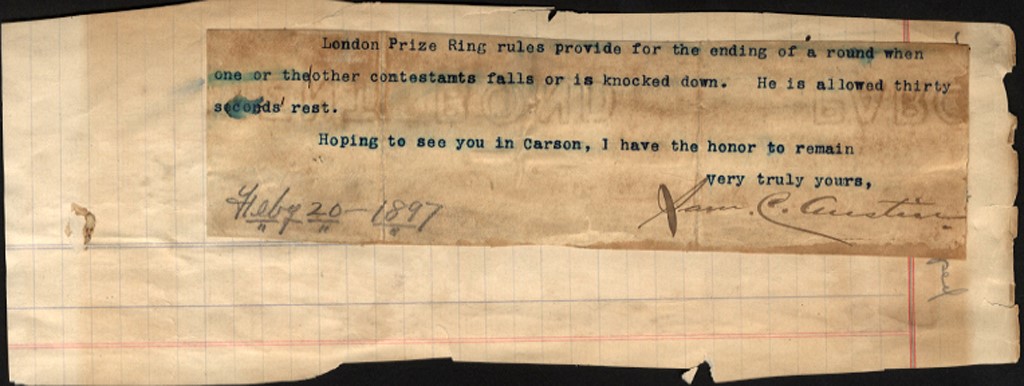 London Prize Ring rules provide for the ending of a round when
one or the other contestamts falls or is knocked down. He is allowed thirty
seconds' rest.
Hoping to see you in Carson, I have the honor to remain
very truly yours,
Feby 20 - 1897
Sam. C. Austin